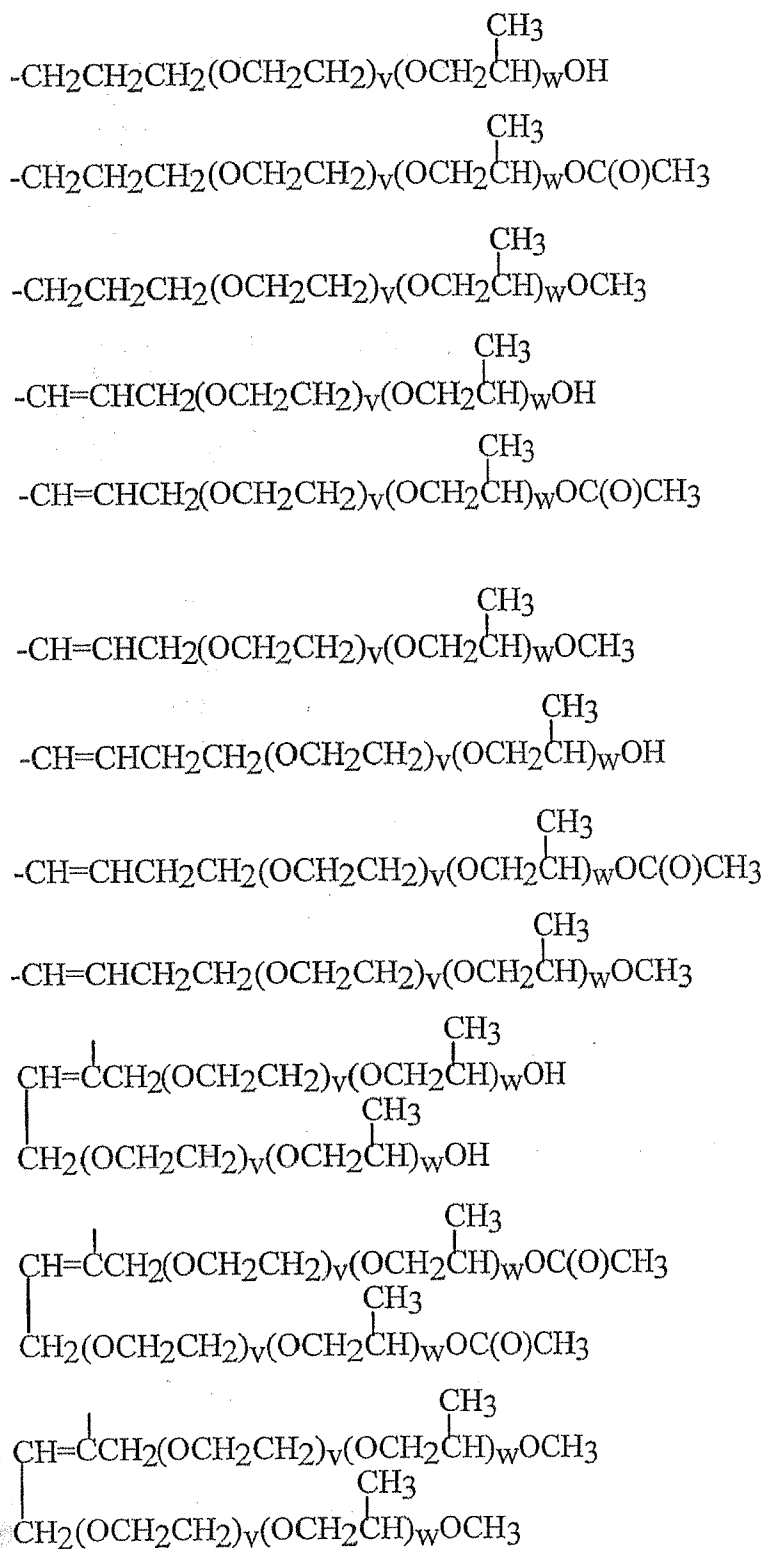 CH3
-CH2CH2CH2(OCH2CH2)v(OCH2CH)wOH
CH3
-CH2CH2CH2(OCH2CH2)v(OCH2CH)wOC(O)CH3
CH3
-CH2CH2CH2(OCH2CH2)v(OCH2CH)wOCH3
CH3
-CH=CHCH2(OCH2CH2)v(OCH2CH)wOH
CH3
-CH=CHCH2(OCH2CH2)v(OCH2CH)wOC(O)CH3
CH3
-CH=CHCH2(OCH2CH2)v(OCH2CH)wOCH3
CH3
-CH=CHCH2CH2(OCH2CH2)v(OCH2CH)wOH
CH3
-CH=CHCH2CH2(OCH2CH2)v(OCH2CH)wOC(O)CH3
CH3
-CH=CHCH2CH2(OCH2CH2)v(OCH2CH)wOCH3
CH3
CH=CCH2(OCH2CH2)v(OCH2CH)wOH
CH3
CH2(OCH2CH2)v(OCH2CH)wOH
CH3
CH=CCH2(OCH2CH2)v(OCH2CH)wOC(O)CH3
CH3
CH2(OCH2CH2)v(OCH2CH)wOC(O)CH3
CH3
CH=CCH2(OCH2CH2)v(OCH2CH)wOCH3
CH3
CH2(OCH2CH2)v(OCH2CH)wOCH3